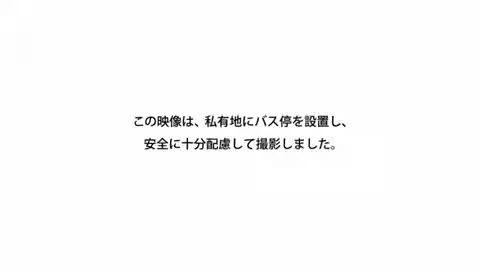 この映像は、私有地にバス停を設置し、
安全に十分配慮して撮影しました。